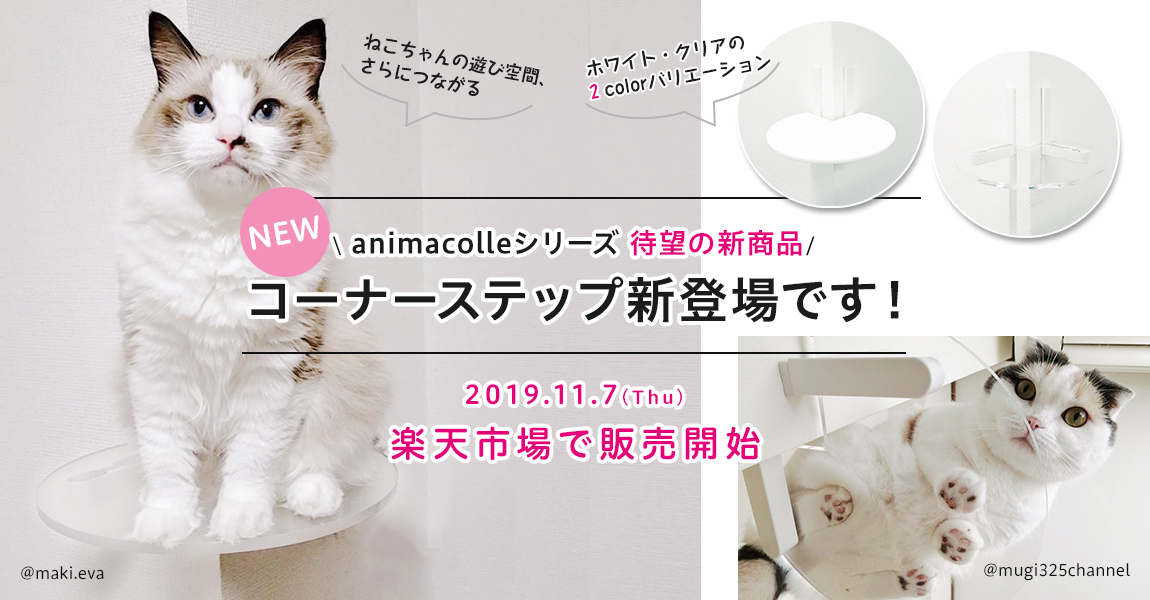 ねこちゃんの遊び空間、
さらにつながる
ホワイト・クリアの
2 colorバリエーション
NEW
\ animacolleシリーズ 待望の新商品 /
コーナーステップ新登場です！
2019.11.7(Thu)
楽天市場で販売開始
@maki.eva
@mugi325channel